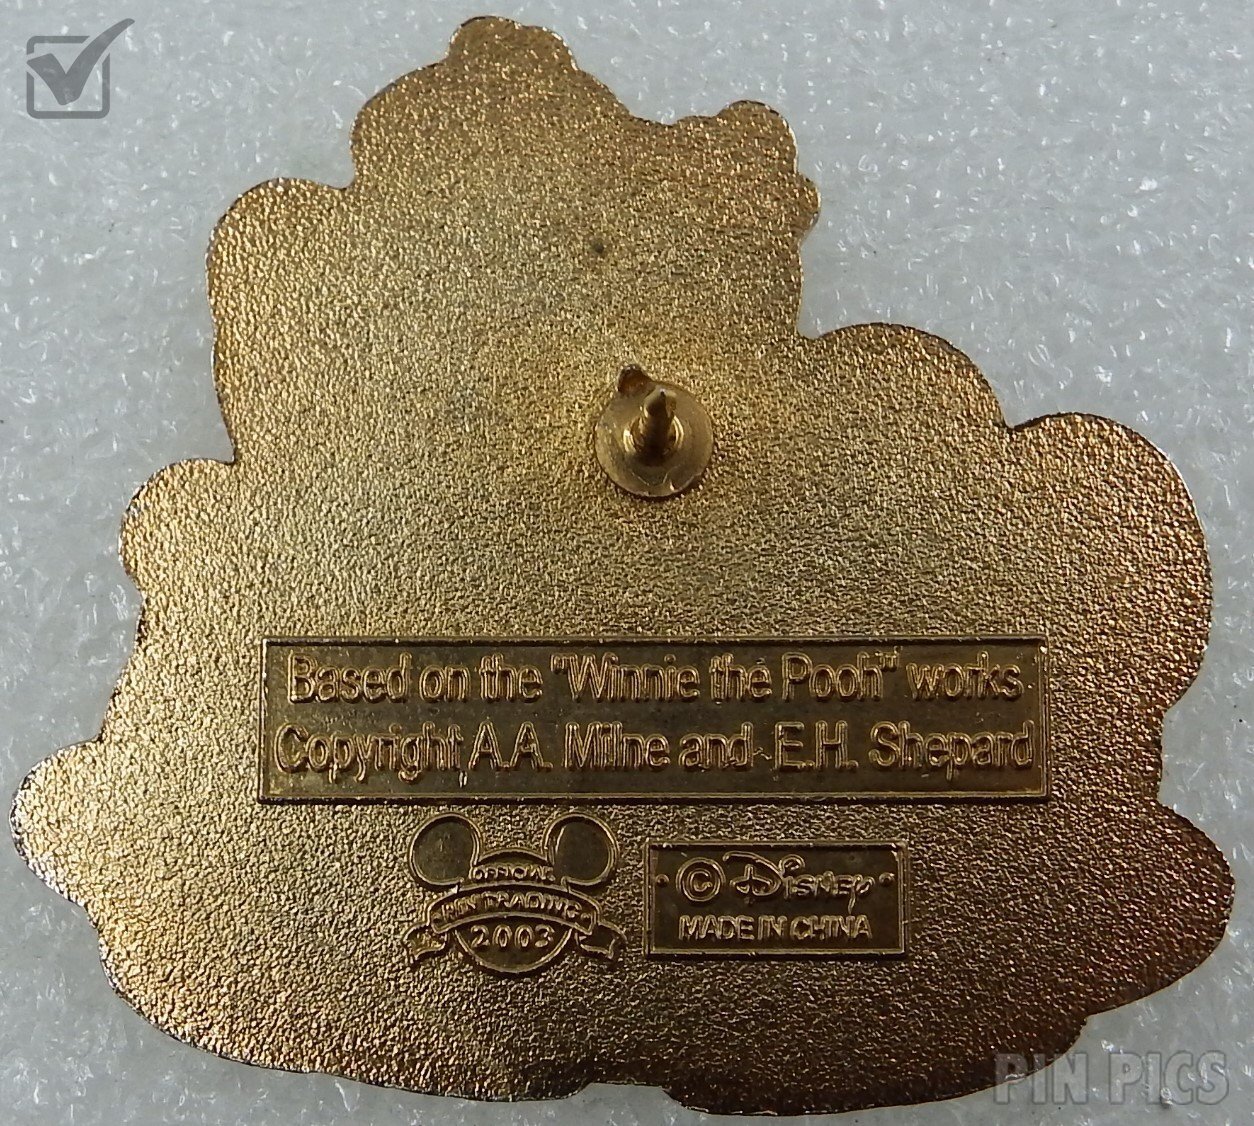 Based on the "Winnie the Pooh" works
Copyright A.A. Milne and E.H. Shepard
OFFICIAL
PIN TRADING
2003
© Disney
MADE IN CHINA
PIN PICS